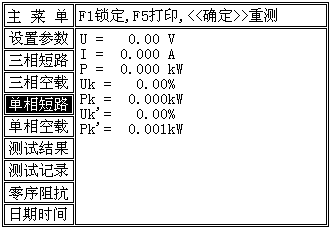 主 菜 单
F1锁定,F5打印,<<确定>>重测
设置参数
三相短路
三相空载
单相短路
单相空载
测试结果
测试记录
零序阻抗
日期时间
U =   0.00 V
I =  0.000 A
P =  0.000 kW
Uk =   0.00%
Pk =  0.000kW
Uk'=   0.00%
Pk'=  0.001kW